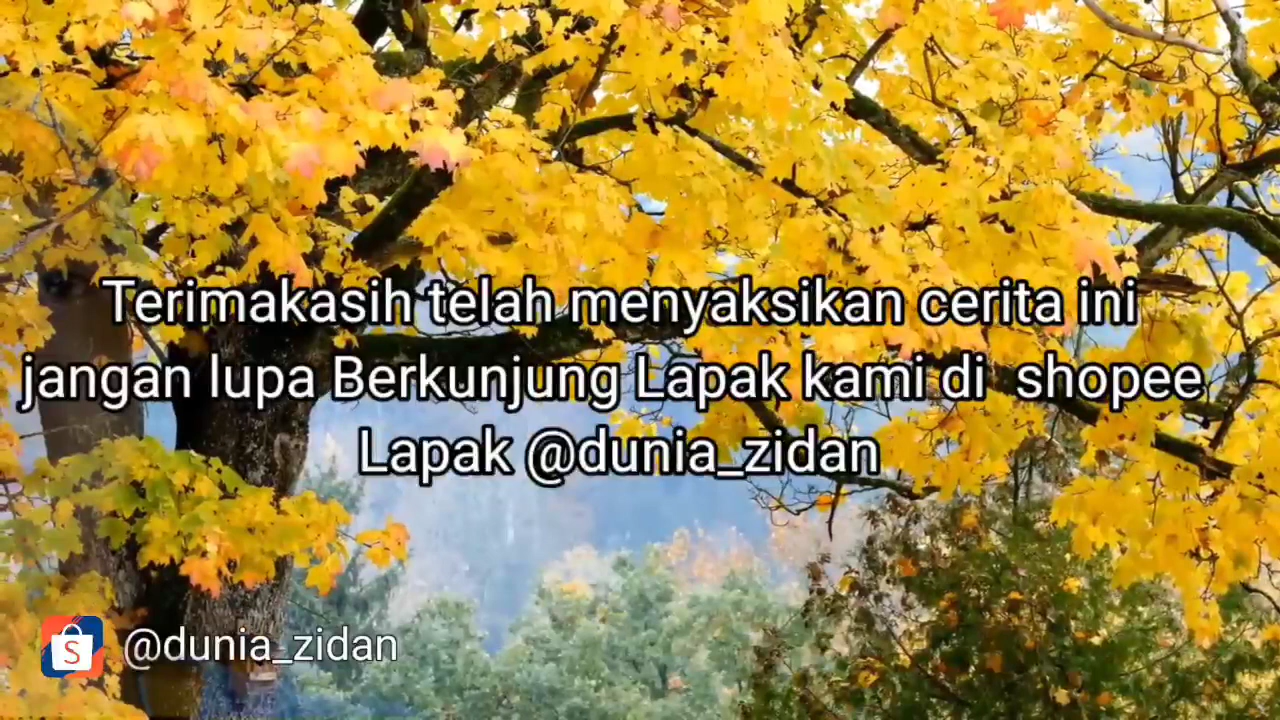 Terimakasih telah menyaksikan cerita ini
jangan lupa Berkunjung Lapak kami di shopee
Lapak @dunia_zidan
S
@dunia_zidan